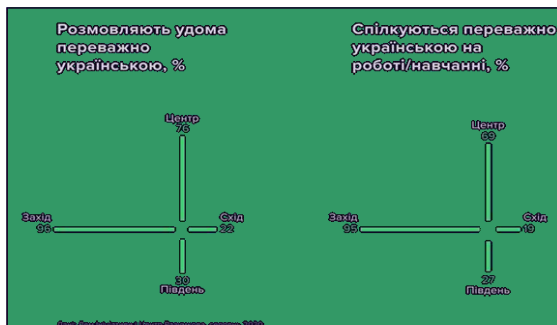 Розмовляють удома
переважно
українською, %
Центр
76
Захід
96
Схід
22
30
Південь
Спілкуються переважно
українською на
роботі/навчанні, %
Центр
69
Захід
95
Схід
19
27
Південь